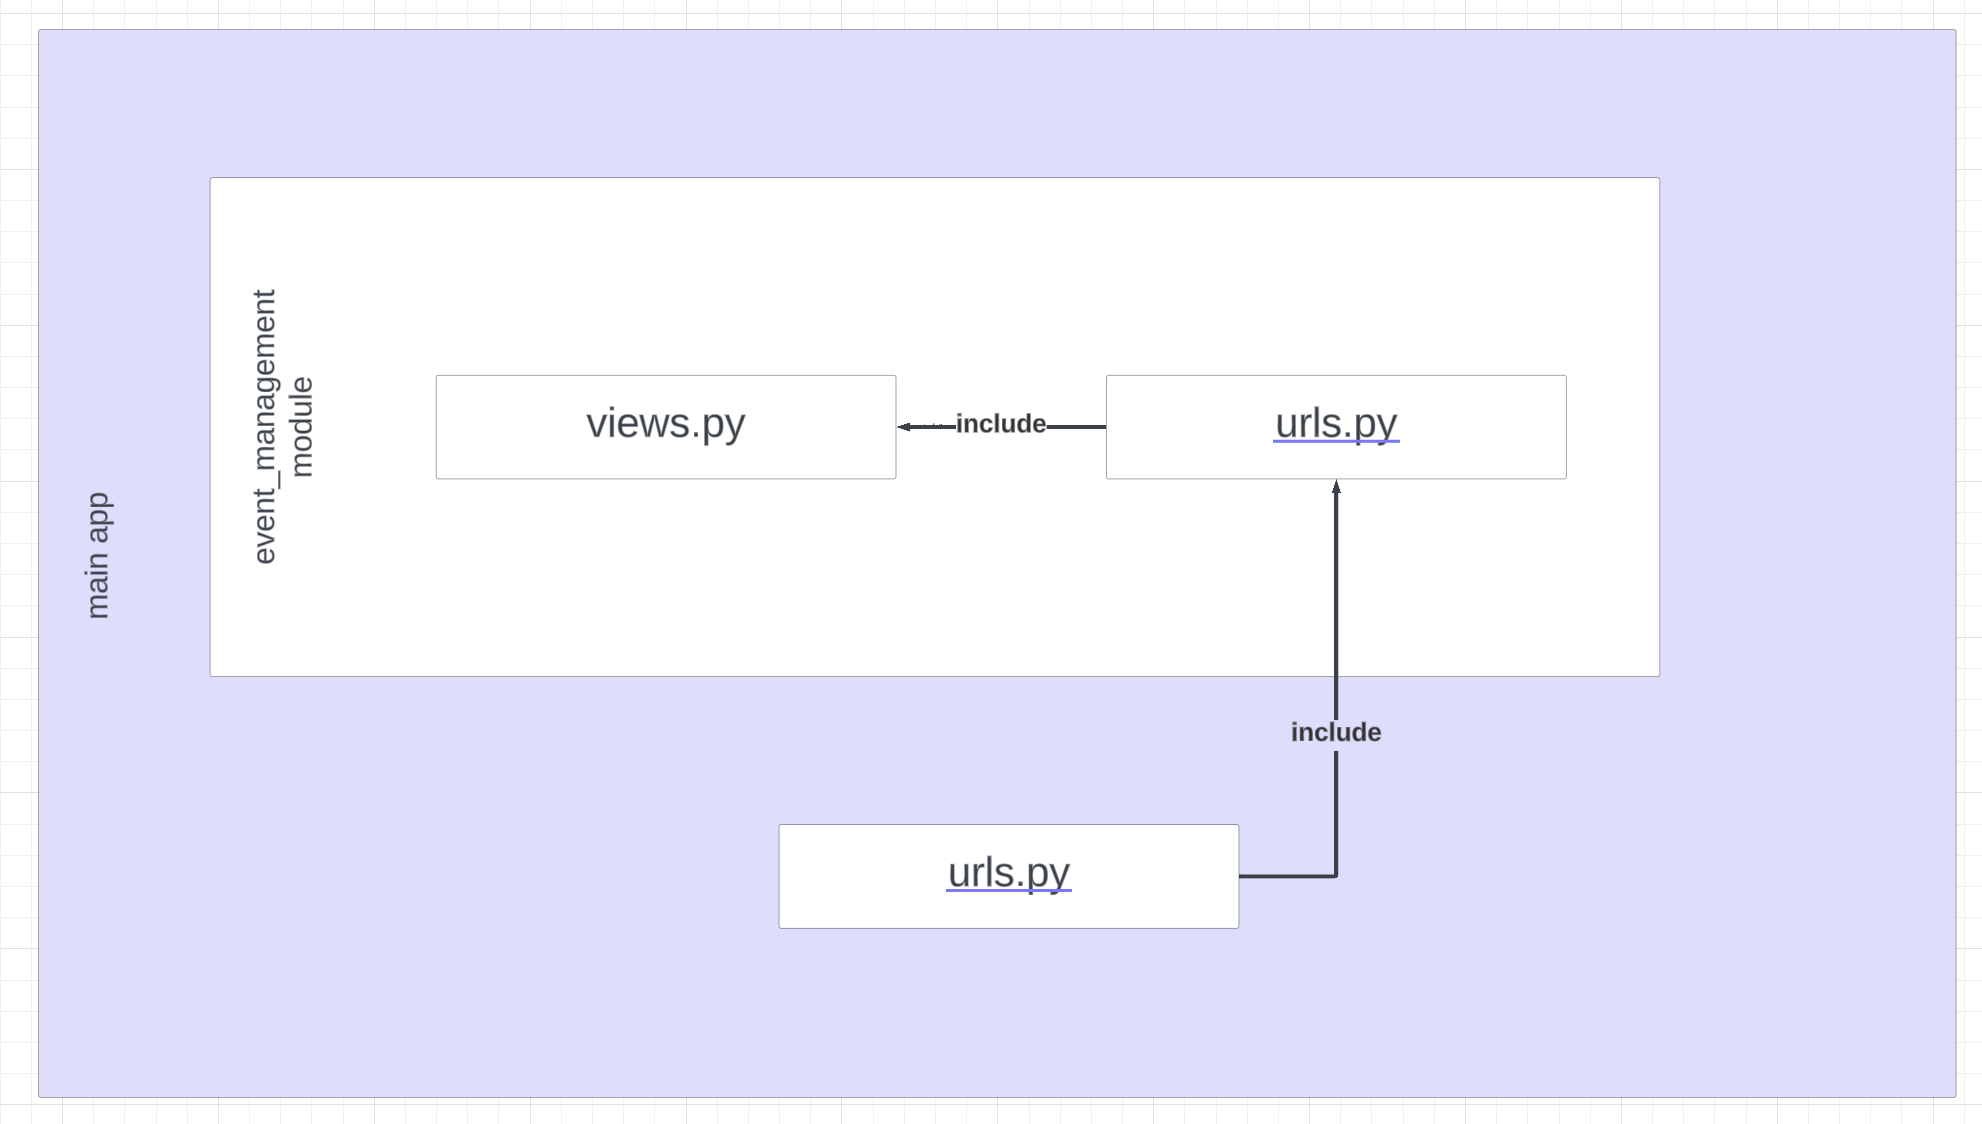 main app
event_management
module
views.py
include
urls.py
include
urls.py